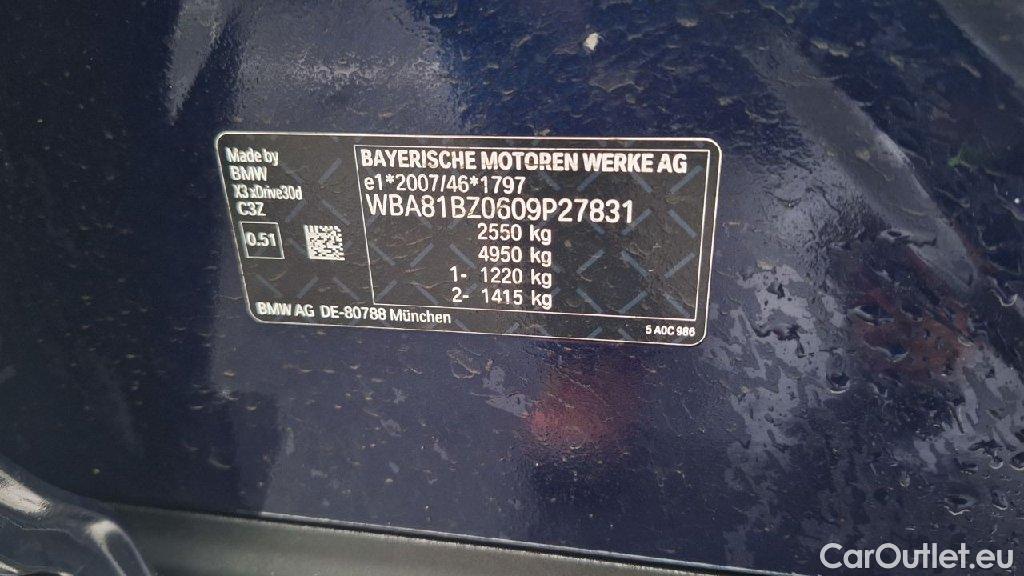 Made by
BMW
X3 xDrive30d
C3Z
0.51
BAYERISCHE MOTOREN WERKE AG
e1*2007/46*1797
WBA81BZ0609P27831
2550 kg
4950 kg
1- 1220 kg
2- 1415 kg
BMW AG DE-80788 München
5 A0C 986
CarOutlet.eu